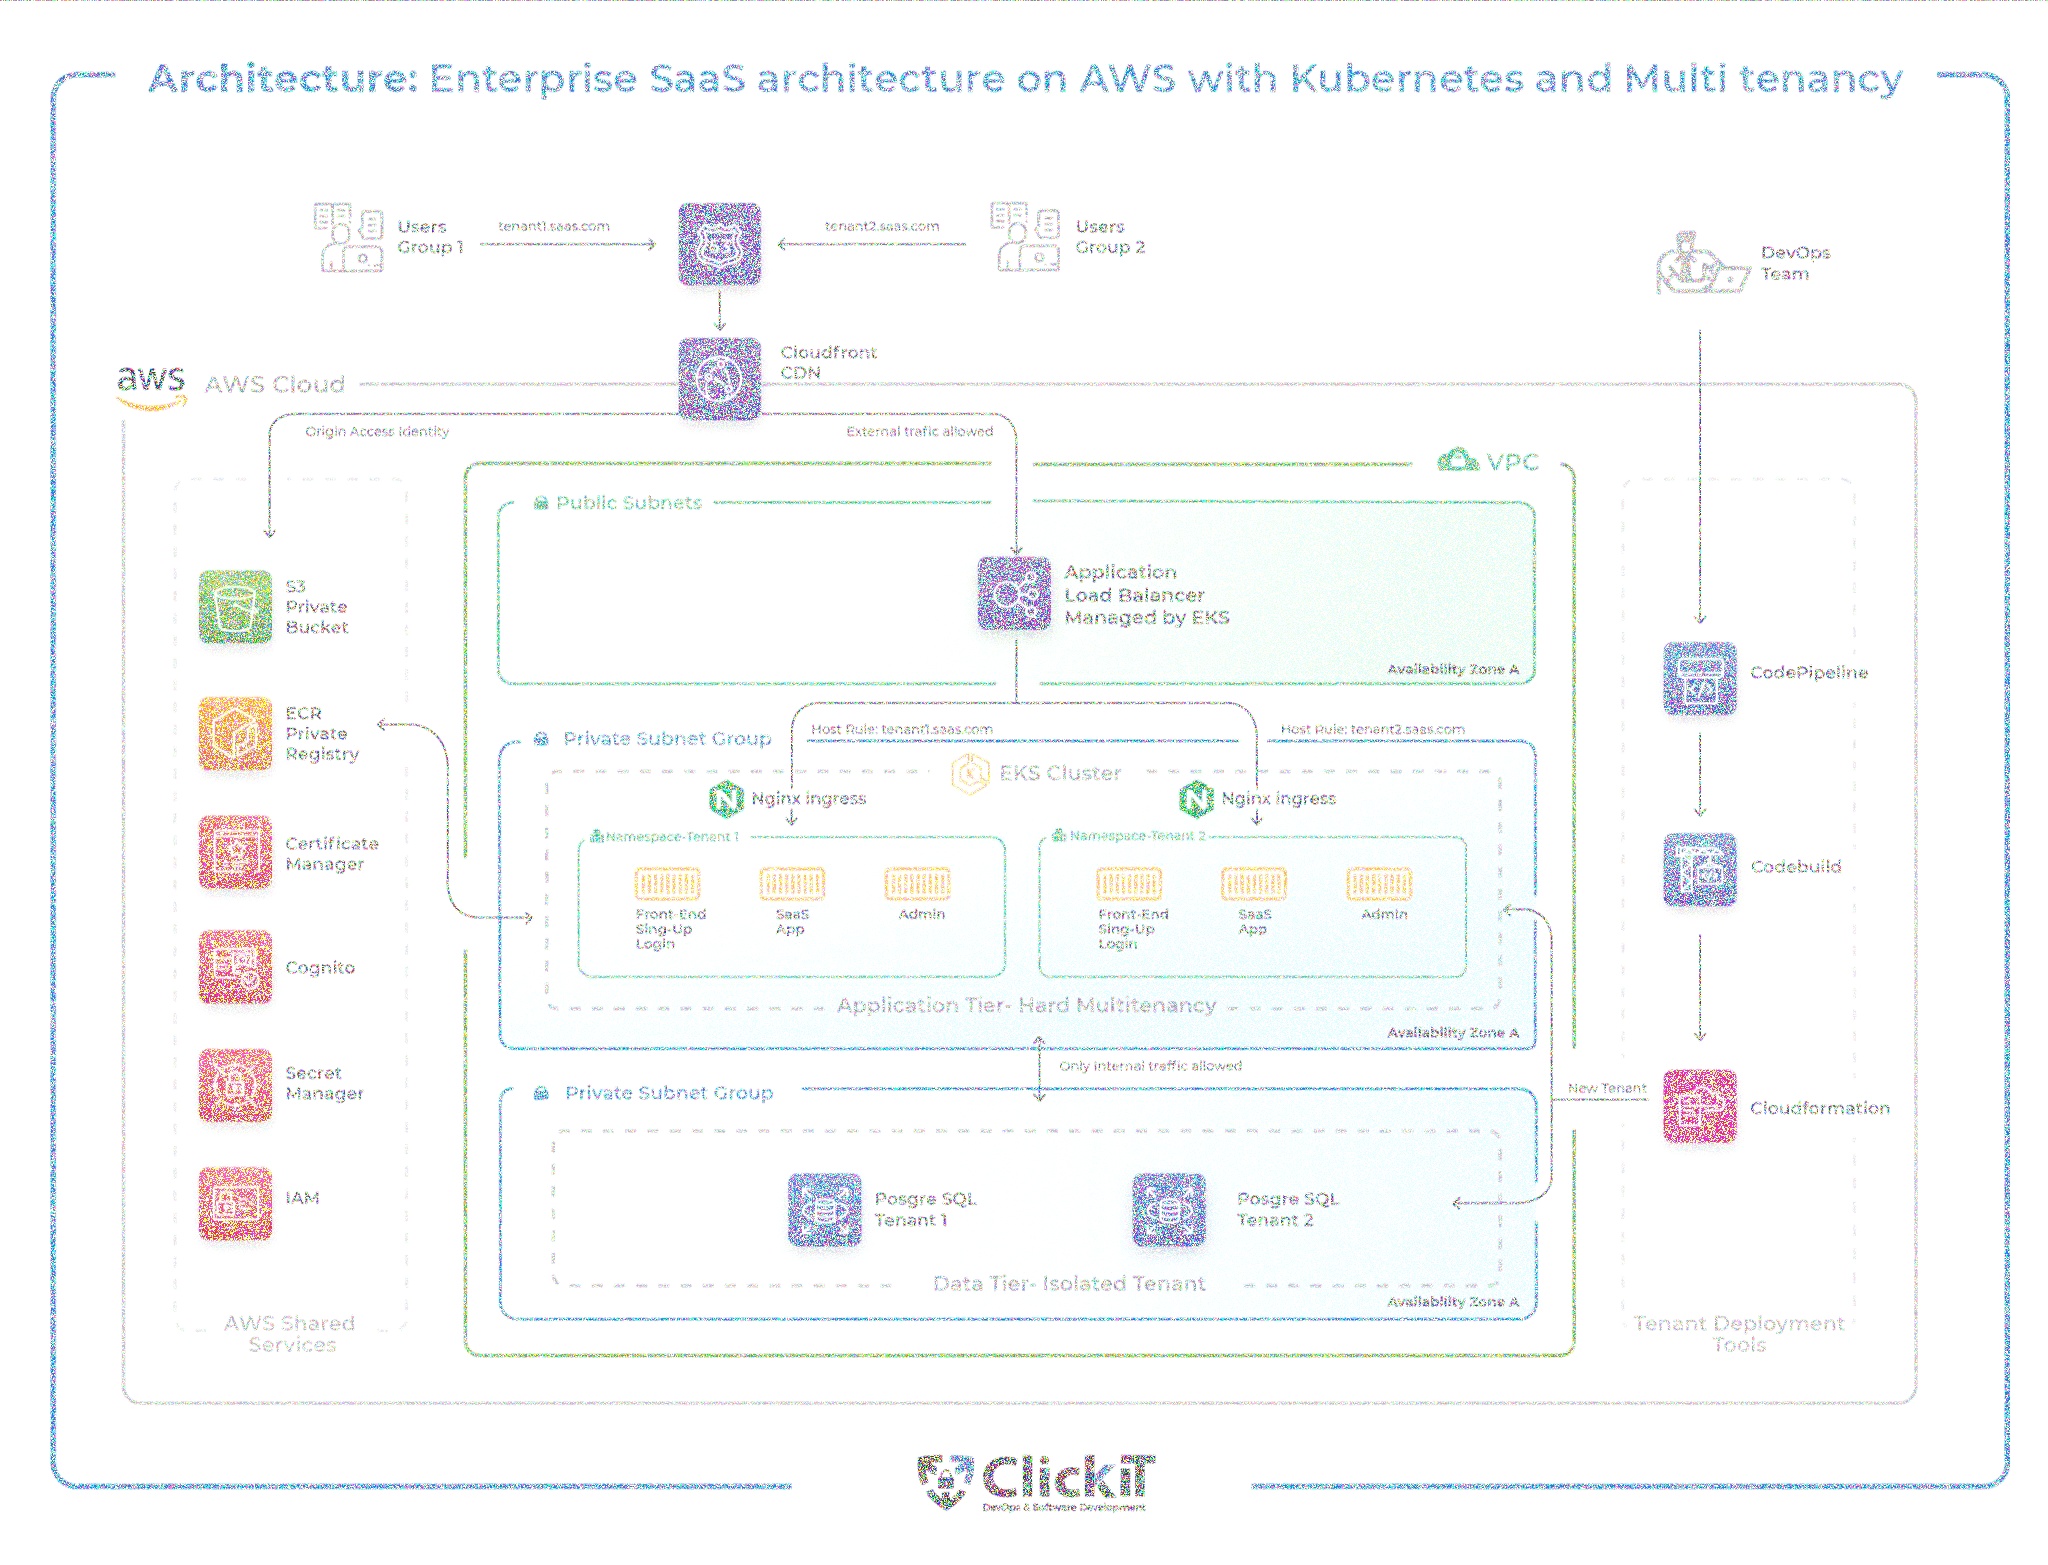 Architecture: Enterprise SaaS architecture on AWS with Kubernetes and Multi tenancy
Users
Group 1
tenant1.saas.com
53
tenant2.saas.com
Users
Group 2
DevOps
Team
Cloudfront
CDN
aws
AWS Cloud
Origin Access Identity
External trafic allowed
VPC
Public Subnets
Application
Load Balancer
Managed by EKS
Availability Zone A
S3
Private
Bucket
ECR
Private
Registry
Certificate
Manager
Cognito
Secret
Manager
IAM
AWS Shared
Services
Private Subnet Group
Host Rule: tenant1.saas.com
Host Rule: tenant2.saas.com
EKS Cluster
Nginx ingress
Nginx ingress
Namespace-Tenant 1
Front-End
Sing-Up
Login
SaaS
App
Admin
Namespace-Tenant 2
Front-End
Sing-Up
Login
SaaS
App
Admin
Application Tier- Hard Multitenancy
Availability Zone A
Only internal traffic allowed
Private Subnet Group
Posgre SQL
Tenant 1
Posgre SQL
Tenant 2
Data Tier- Isolated Tenant
Availability Zone A
CodePipeline
Codebuild
New Tenant
Cloudformation
Tenant Deployment
Tools
ClickIT
DevOps & Software Development